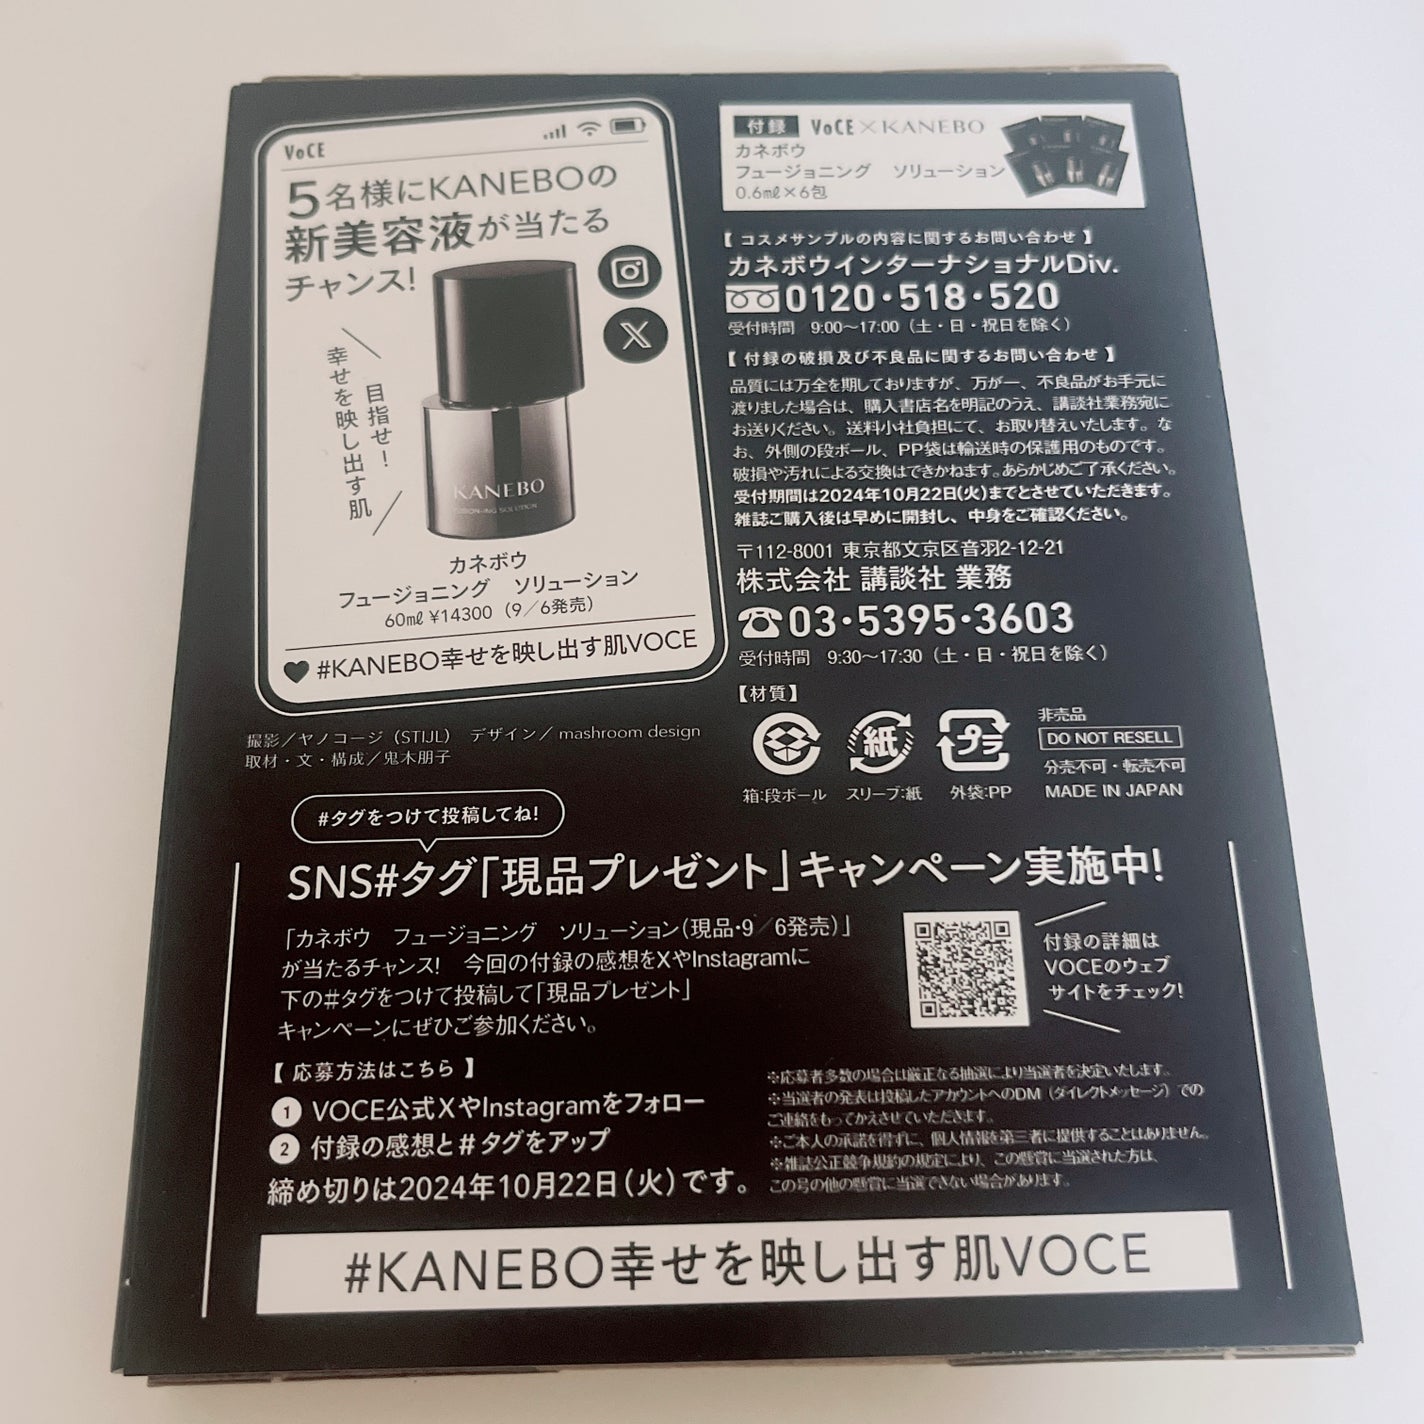 VoCE
5名様にKANEBOの
新美容液が当たる
チャンス!
目指せ!
幸せを映し出す肌
KANEBO
FUSION-ING SOLUTION
カネボウ
フュージョニング ソリューション
60㎖ ¥14300（9／6発売）
#KANEBO幸せを映し出す肌VOCE
撮影／ヤノコージ（STIJL） デザイン／mashroom design
取材・文・構成／鬼木朋子
付録 VoCE×KANEBO
カネボウ
フュージョニング ソリューション
0.6㎖×6包
【 コスメサンプルの内容に関するお問い合わせ 】
カネボウインターナショナルDiv.
0120・518・520
受付時間 9:00〜17:00（土・日・祝日を除く）
【 付録の破損及び不良品に関するお問い合わせ 】
品質には万全を期しておりますが、万が一、不良品がお手元に
渡りました場合は、購入書店名を明記のうえ、講談社業務宛に
お送りください。送料小社負担にて、お取り替えいたします。な
お、外側の段ボール、PP袋は輸送時の保護用のものです。
破損や汚れによる交換はできかねます。あらかじめご了承ください。
受付期間は2024年10月22日(火)までとさせていただきます。
雑誌ご購入後は早めに開封し、中身をご確認ください。
〒112-8001 東京都文京区音羽2-12-21
株式会社 講談社 業務
03・5395・3603
受付時間 9:30〜17:30（土・日・祝日を除く）
【材質】
紙
プラ
箱:段ボール スリーブ:紙 外袋:PP
非売品
DO NOT RESELL
分売不可・転売不可
MADE IN JAPAN
#タグをつけて投稿してね!
SNS#タグ「現品プレゼント」キャンペーン実施中!
「カネボウ フュージョニング ソリューション（現品・9／6発売）」
が当たるチャンス! 今回の付録の感想をXやInstagramに
下の#タグをつけて投稿して「現品プレゼント」
キャンペーンにぜひご参加ください。
付録の詳細は
VOCEのウェブ
サイトをチェック!
【 応募方法はこちら 】
1 VOCE公式XやInstagramをフォロー
2 付録の感想と#タグをアップ
締め切りは2024年10月22日（火）です。
※応募者多数の場合は厳正なる抽選により当選者を決定いたします。
※当選者の発表は投稿したアカウントへのDM（ダイレクトメッセージ）での
ご連絡をもってかえさせていただきます。
※ご本人の承諾を得ずに、個人情報を第三者に提供することはありません。
※雑誌公正競争規約の規定により、この懸賞に当選された方は、
この号の他の懸賞に当選できない場合があります。
#KANEBO幸せを映し出す肌VOCE